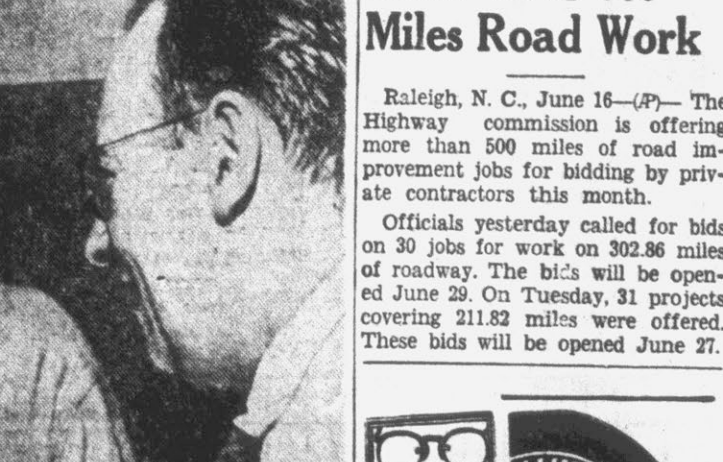 Miles Road Work
Raleigh, N. C., June 16—(AP)— The
Highway commission is offering
more than 500 miles of road im-
provement jobs for bidding by priv-
ate contractors this month.
Officials yesterday called for bids
on 30 jobs for work on 302.86 miles
of roadway. The bids will be open-
ed June 29. On Tuesday, 31 projects
covering 211.82 miles were offered.
These bids will be opened June 27.